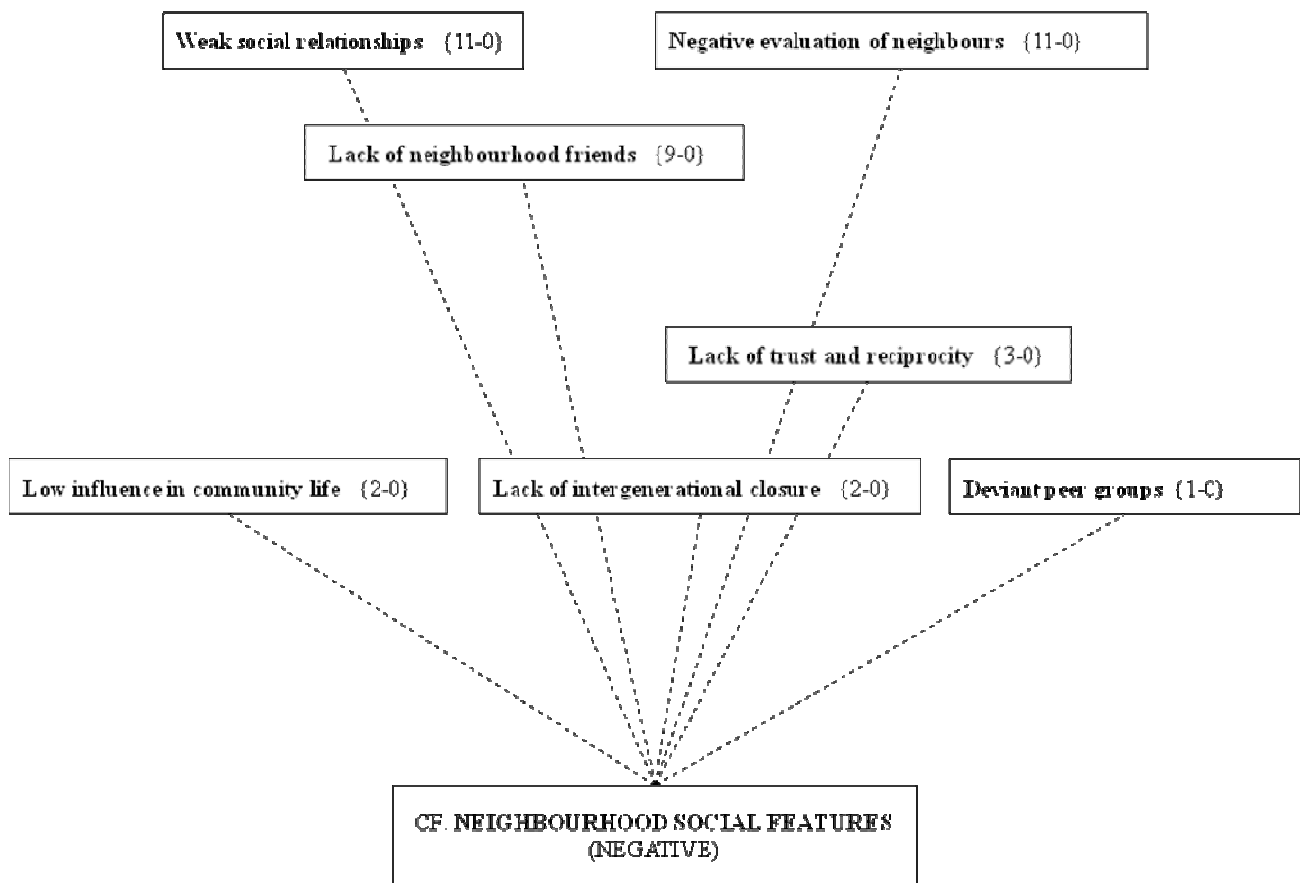 Weak social relationships {11-0}
Negative evaluation of neighbours {11-0}
Lack of neighbourhood friends {9-0}
Lack of trust and reciprocity {3-0}
Low influence in community life {2-0}
Lack of intergenerational closure {2-0}
Deviant peer groups {1-0}
CF. NEIGHBOURHOOD SOCIAL FEATURES
(NEGATIVE)